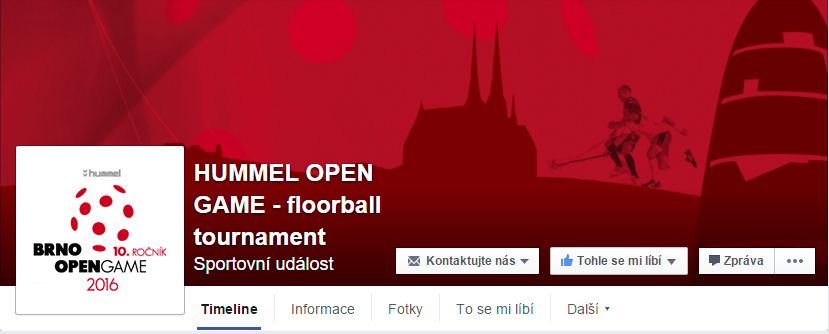 hummel
BRNO 10. ROČNÍK
OPENGAME
2016
HUMMEL OPEN
GAME - floorball
tournament
Sportovní událost
Kontaktujte nás
Tohle se mi líbí
Zpráva
Timeline
Informace
Fotky
To se mi líbí
Další